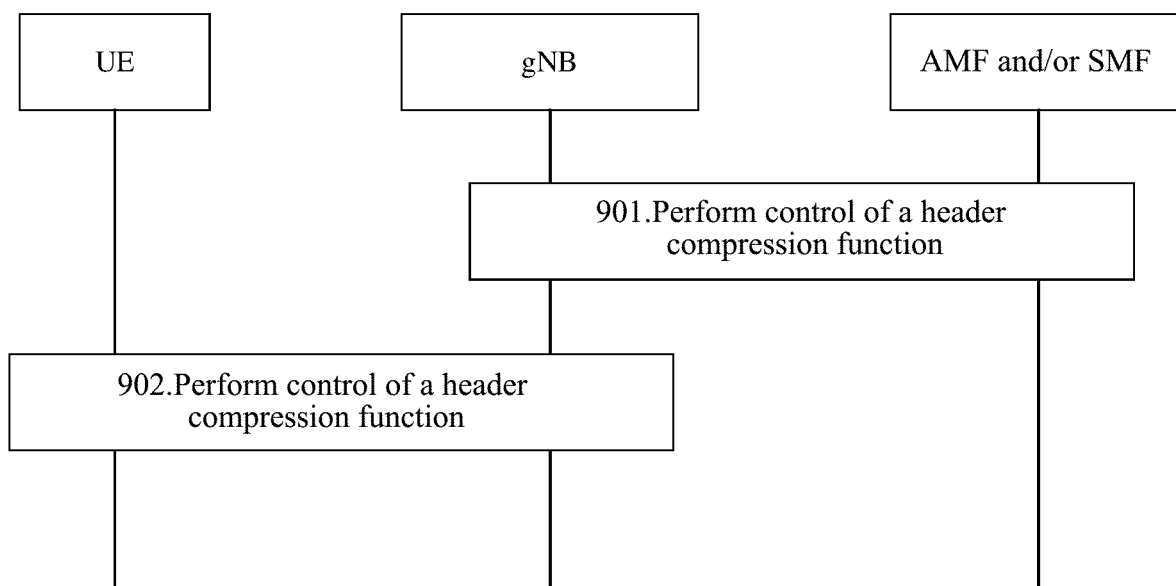 UE
gNB
AMF and/or SMF
901.Perform control of a header
compression function
902.Perform control of a header
compression function